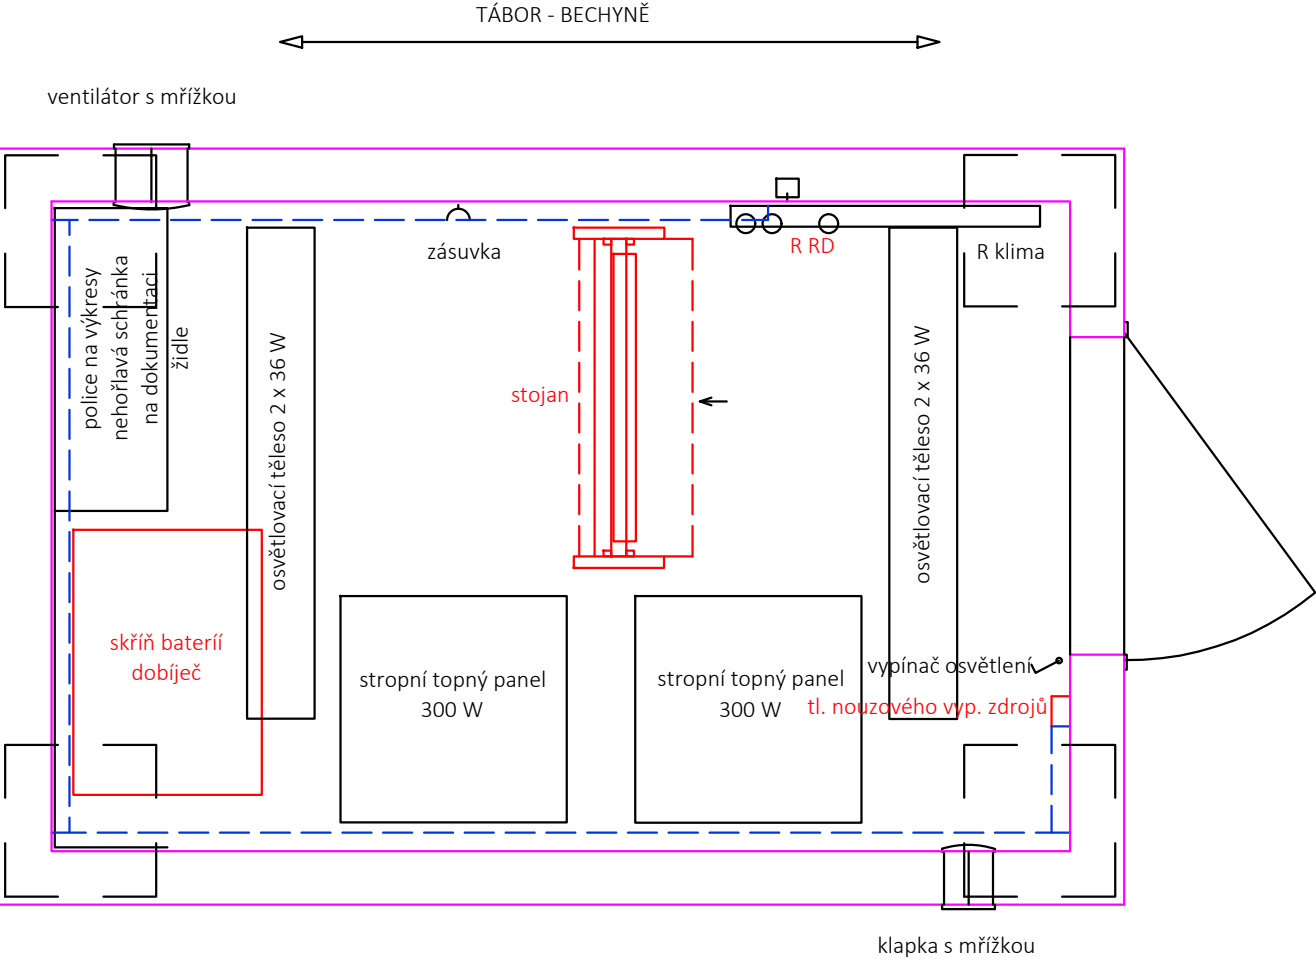 TÁBOR - BECHYNĚ
ventilátor s mřížkou
zásuvka
R RD
R klima
police na výkresy
nehořlavá schránka
na dokumentaci
židle
osvětlovací těleso 2 x 36 W
stojan
osvětlovací těleso 2 x 36 W
skříň bateríí
dobíječ
stropní topný panel
300 W
stropní topný panel
300 W
vypínač osvětlení
tl. nouzového vyp. zdrojů
klapka s mřížkou